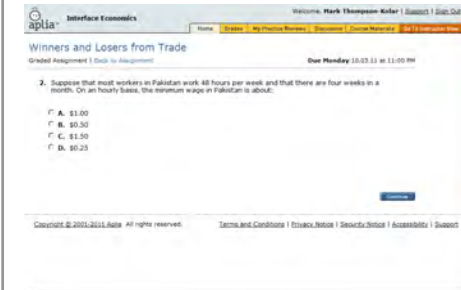 aplia Interface Economics
Welcome, Mark Thompson-Kolar | Support | Sign Out
Home Grades My Practice Reviews Discussions Course Materials Go To Instructor View
Winners and Losers from Trade
Graded Assignment | Back to Assignment
Due Monday 10.03.11 at 11:00 PM
2. Suppose that most workers in Pakistan work 48 hours per week and that there are four weeks in a
month. On an hourly basis, the minimum wage in Pakistan is about:
A. $1.00
B. $0.50
C. $1.50
D. $0.25
Continue
Copyright © 2001-2011 Aplia. All rights reserved.
Terms and Conditions | Privacy Notice | Security Notice | Accessibility | Support